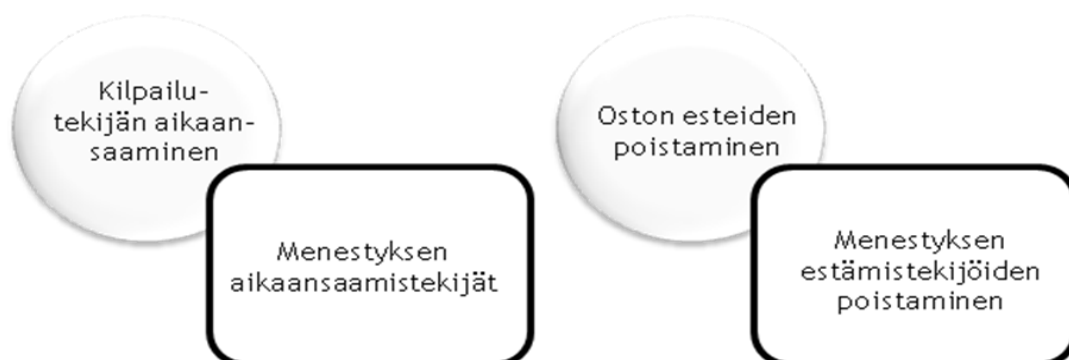 Kilpailu-
tekijän aikaan-
saaminen
Menestyksen
aikaansaamistekijät
Oston esteiden
poistaminen
Menestyksen
estämistekijöiden
poistaminen